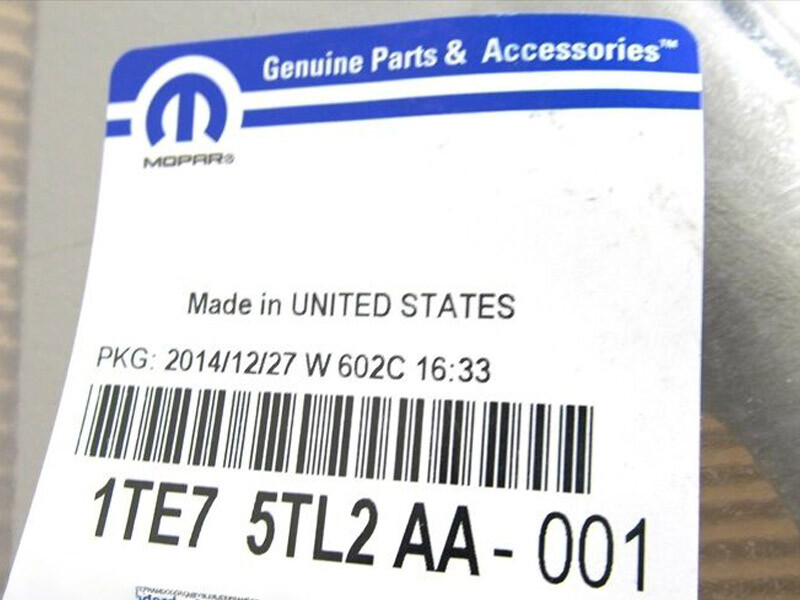 Genuine Parts & Accessories™
MOPAR®
Made in UNITED STATES
PKG: 2014/12/27 W 602C 16:33
1TE7 5TL2 AA - 001